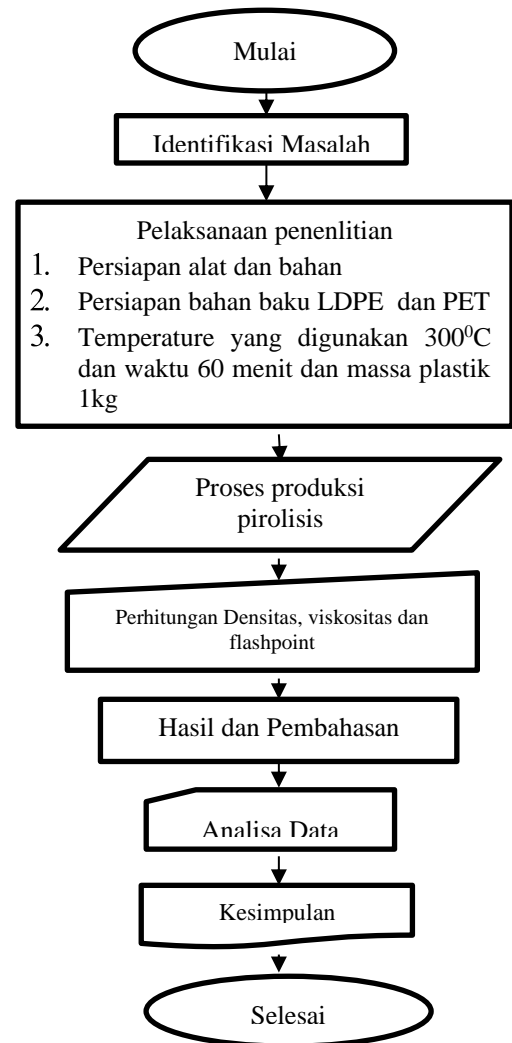 Mulai
Identifikasi Masalah
Pelaksanaan penenlitian
1. Persiapan alat dan bahan
2. Persiapan bahan baku LDPE dan PET
3. Temperature yang digunakan 300⁰C
dan waktu 60 menit dan massa plastik
1kg
Proses produksi
pirolisis
Perhitungan Densitas, viskositas dan
flashpoint
Hasil dan Pembahasan
Analisa Data
Kesimpulan
Selesai